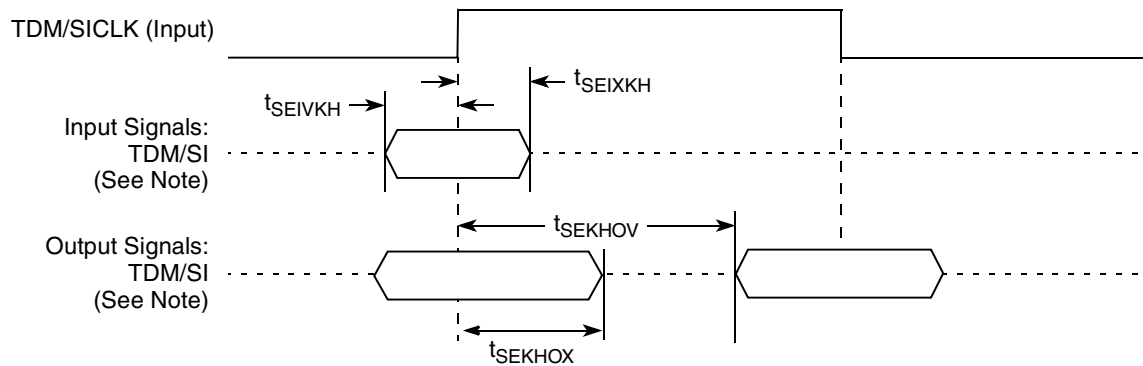 TDM/SICLK (Input)
tSEIXKH
tSEIVKH
Input Signals:
TDM/SI
(See Note)
tSEKHOV
Output Signals:
TDM/SI
(See Note)
tSEKHOX